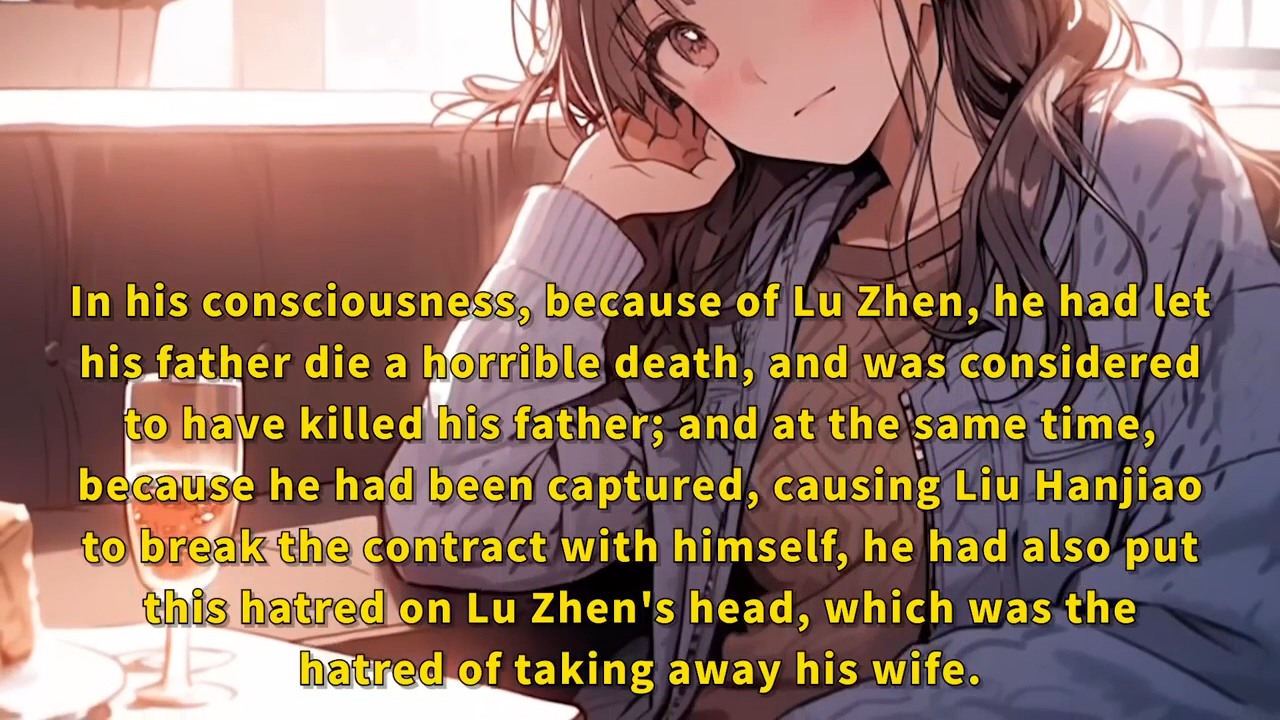 In his consciousness, because of Lu Zhen, he had let
his father die a horrible death, and was considered
to have killed his father; and at the same time,
because he had been captured, causing Liu Hanjiao
to break the contract with himself, he had also put
this hatred on Lu Zhen's head, which was the
hatred of taking away his wife.